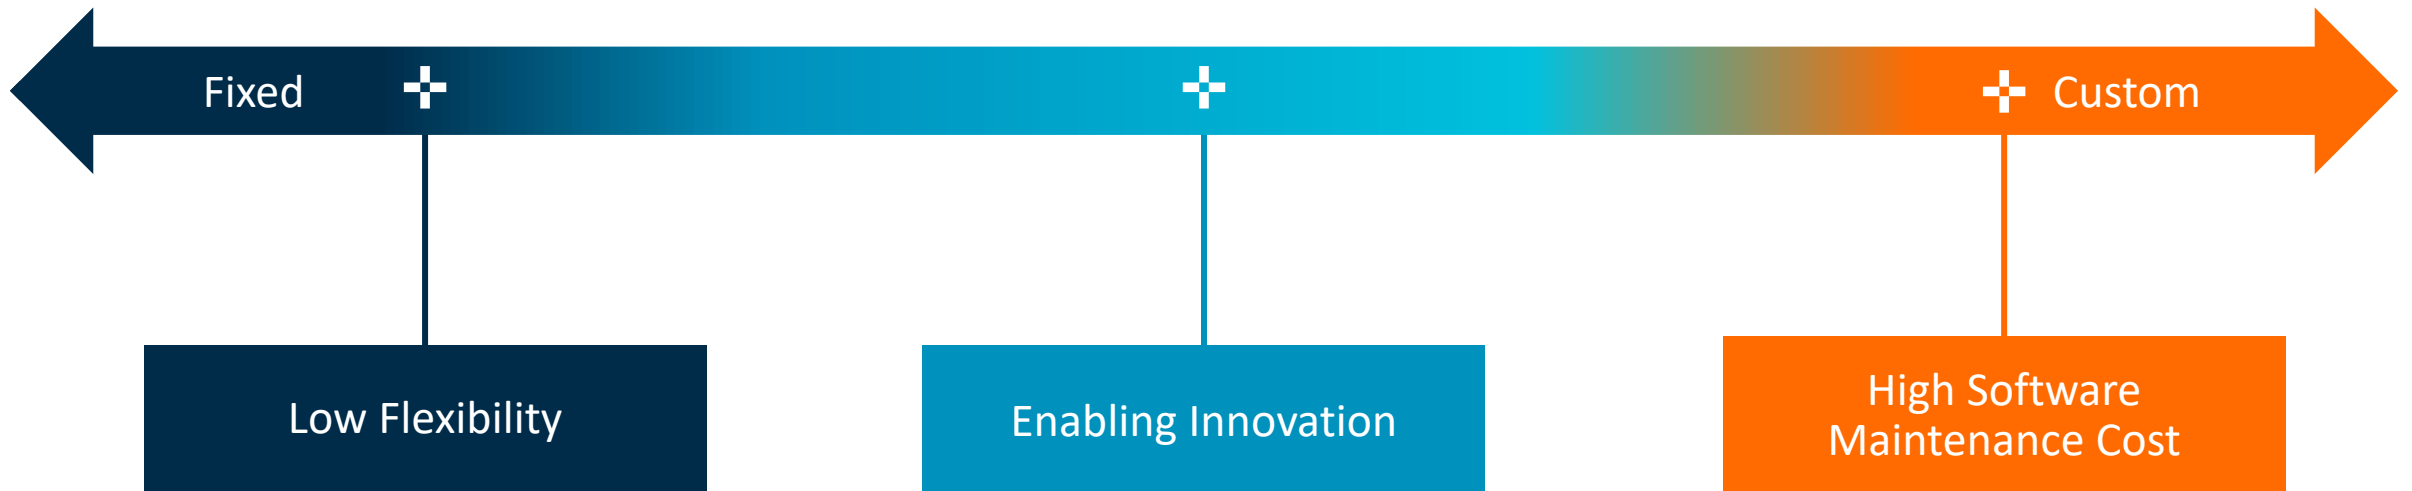 Fixed
Custom
Low Flexibility
Enabling Innovation
High Software
Maintenance Cost